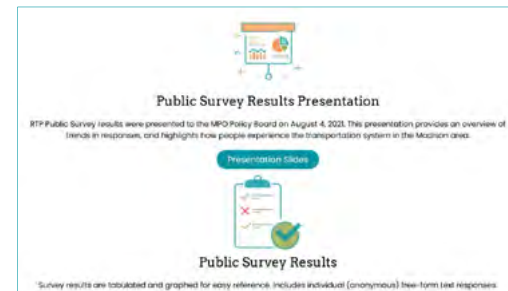 Public Survey Results Presentation
RTP Public Survey results were presented to the MPO Policy Board on August 4, 2021. This presentation provides an overview of
trends in responses, and highlights how people experience the transportation system in the Madison area.
Presentation Slides
Public Survey Results
Survey results are tabulated and graphed for easy reference. Includes individual (anonymous) free-form text responses.